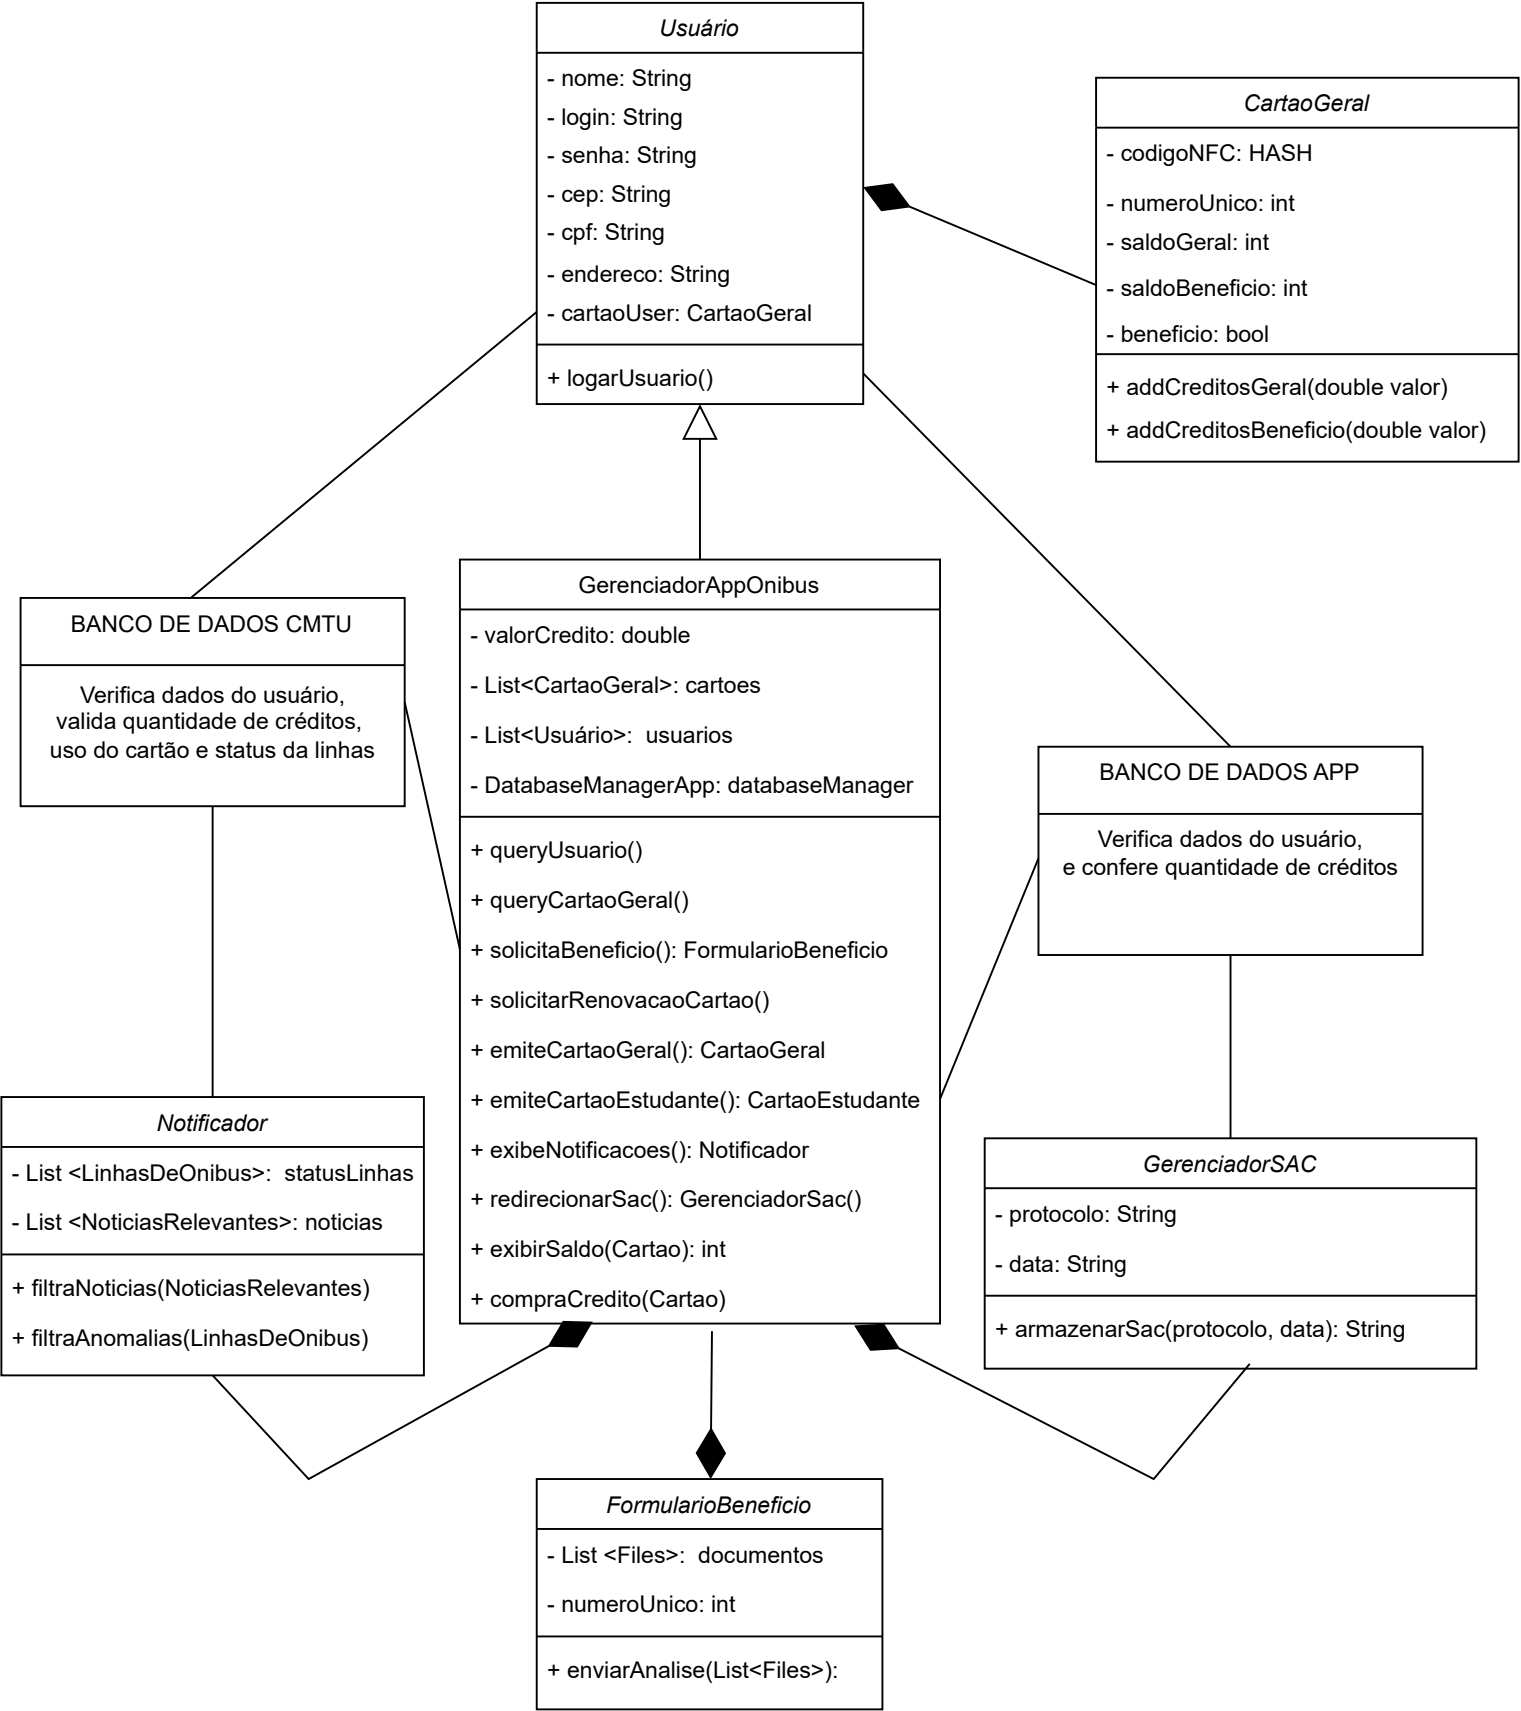 Usuário
- nome: String
- login: String
- senha: String
- cep: String
- cpf: String
- endereco: String
- cartaoUser: CartaoGeral
+ logarUsuario()
CartaoGeral
- codigoNFC: HASH
- numeroUnico: int
- saldoGeral: int
- saldoBeneficio: int
- beneficio: bool
+ addCreditosGeral(double valor)
+ addCreditosBeneficio(double valor)
BANCO DE DADOS CMTU
Verifica dados do usuário,
valida quantidade de créditos,
uso do cartão e status da linhas
GerenciadorAppOnibus
- valorCredito: double
- List<CartaoGeral>: cartoes
- List<Usuário>:  usuarios
- DatabaseManagerApp: databaseManager
+ queryUsuario()
+ queryCartaoGeral()
+ solicitaBeneficio(): FormularioBeneficio
+ solicitarRenovacaoCartao()
+ emiteCartaoGeral(): CartaoGeral
+ emiteCartaoEstudante(): CartaoEstudante
+ exibeNotificacoes(): Notificador
+ redirecionarSac(): GerenciadorSac()
+ exibirSaldo(Cartao): int
+ compraCredito(Cartao)
BANCO DE DADOS APP
Verifica dados do usuário,
e confere quantidade de créditos
Notificador
- List <LinhasDeOnibus>:  statusLinhas
- List <NoticiasRelevantes>: noticias
+ filtraNoticias(NoticiasRelevantes)
+ filtraAnomalias(LinhasDeOnibus)
GerenciadorSAC
- protocolo: String
- data: String
+ armazenarSac(protocolo, data): String
FormularioBeneficio
- List <Files>:  documentos
- numeroUnico: int
+ enviarAnalise(List<Files>):